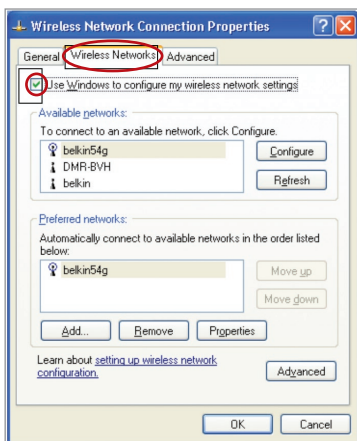 Wireless Network Connection Properties
General Wireless Networks Advanced
Use Windows to configure my wireless network settings
Available networks:
To connect to an available network, click Configure.
belkin54g
Configure
DMR-BVH
belkin
Refresh
Preferred networks:
Automatically connect to available networks in the order listed
below:
belkin54g
Move up
Move down
Add... Remove Properties
Learn about setting up wireless network
configuration.
Advanced
OK Cancel